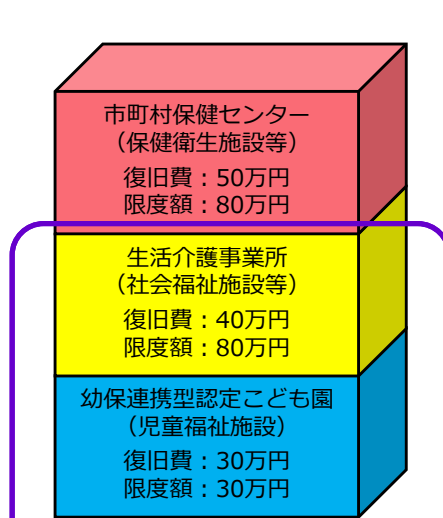 市町村保健センター
（保健衛生施設等）
復旧費：50万円
限度額：80万円
生活介護事業所
（社会福祉施設等）
復旧費：40万円
限度額：80万円
幼保連携型認定こども園
（児童福祉施設）
復旧費：30万円
限度額：30万円